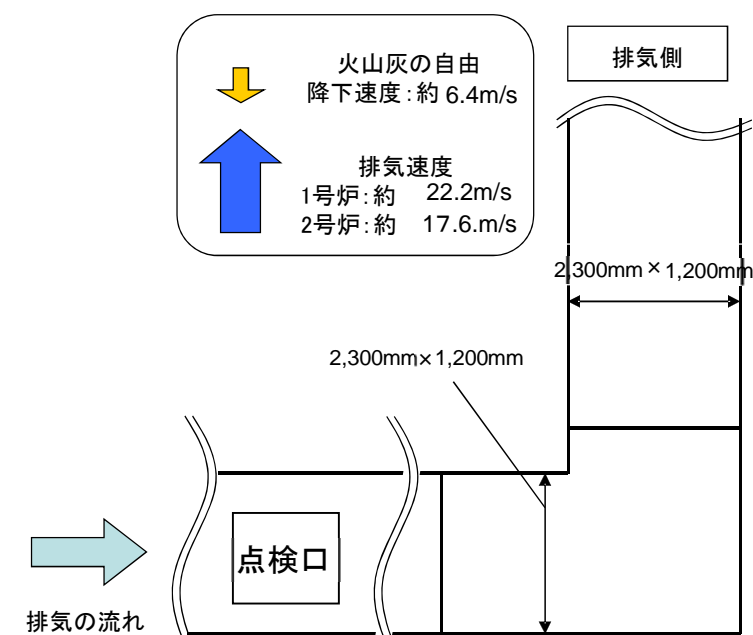 火山灰の自由
降下速度：約 6.4m/s
排気速度
1号炉：約 22.2m/s
2号炉：約 17.6.m/s
排気側
2,300mm×1,200mm
2,300mm×1,200mm
点検口
排気の流れ